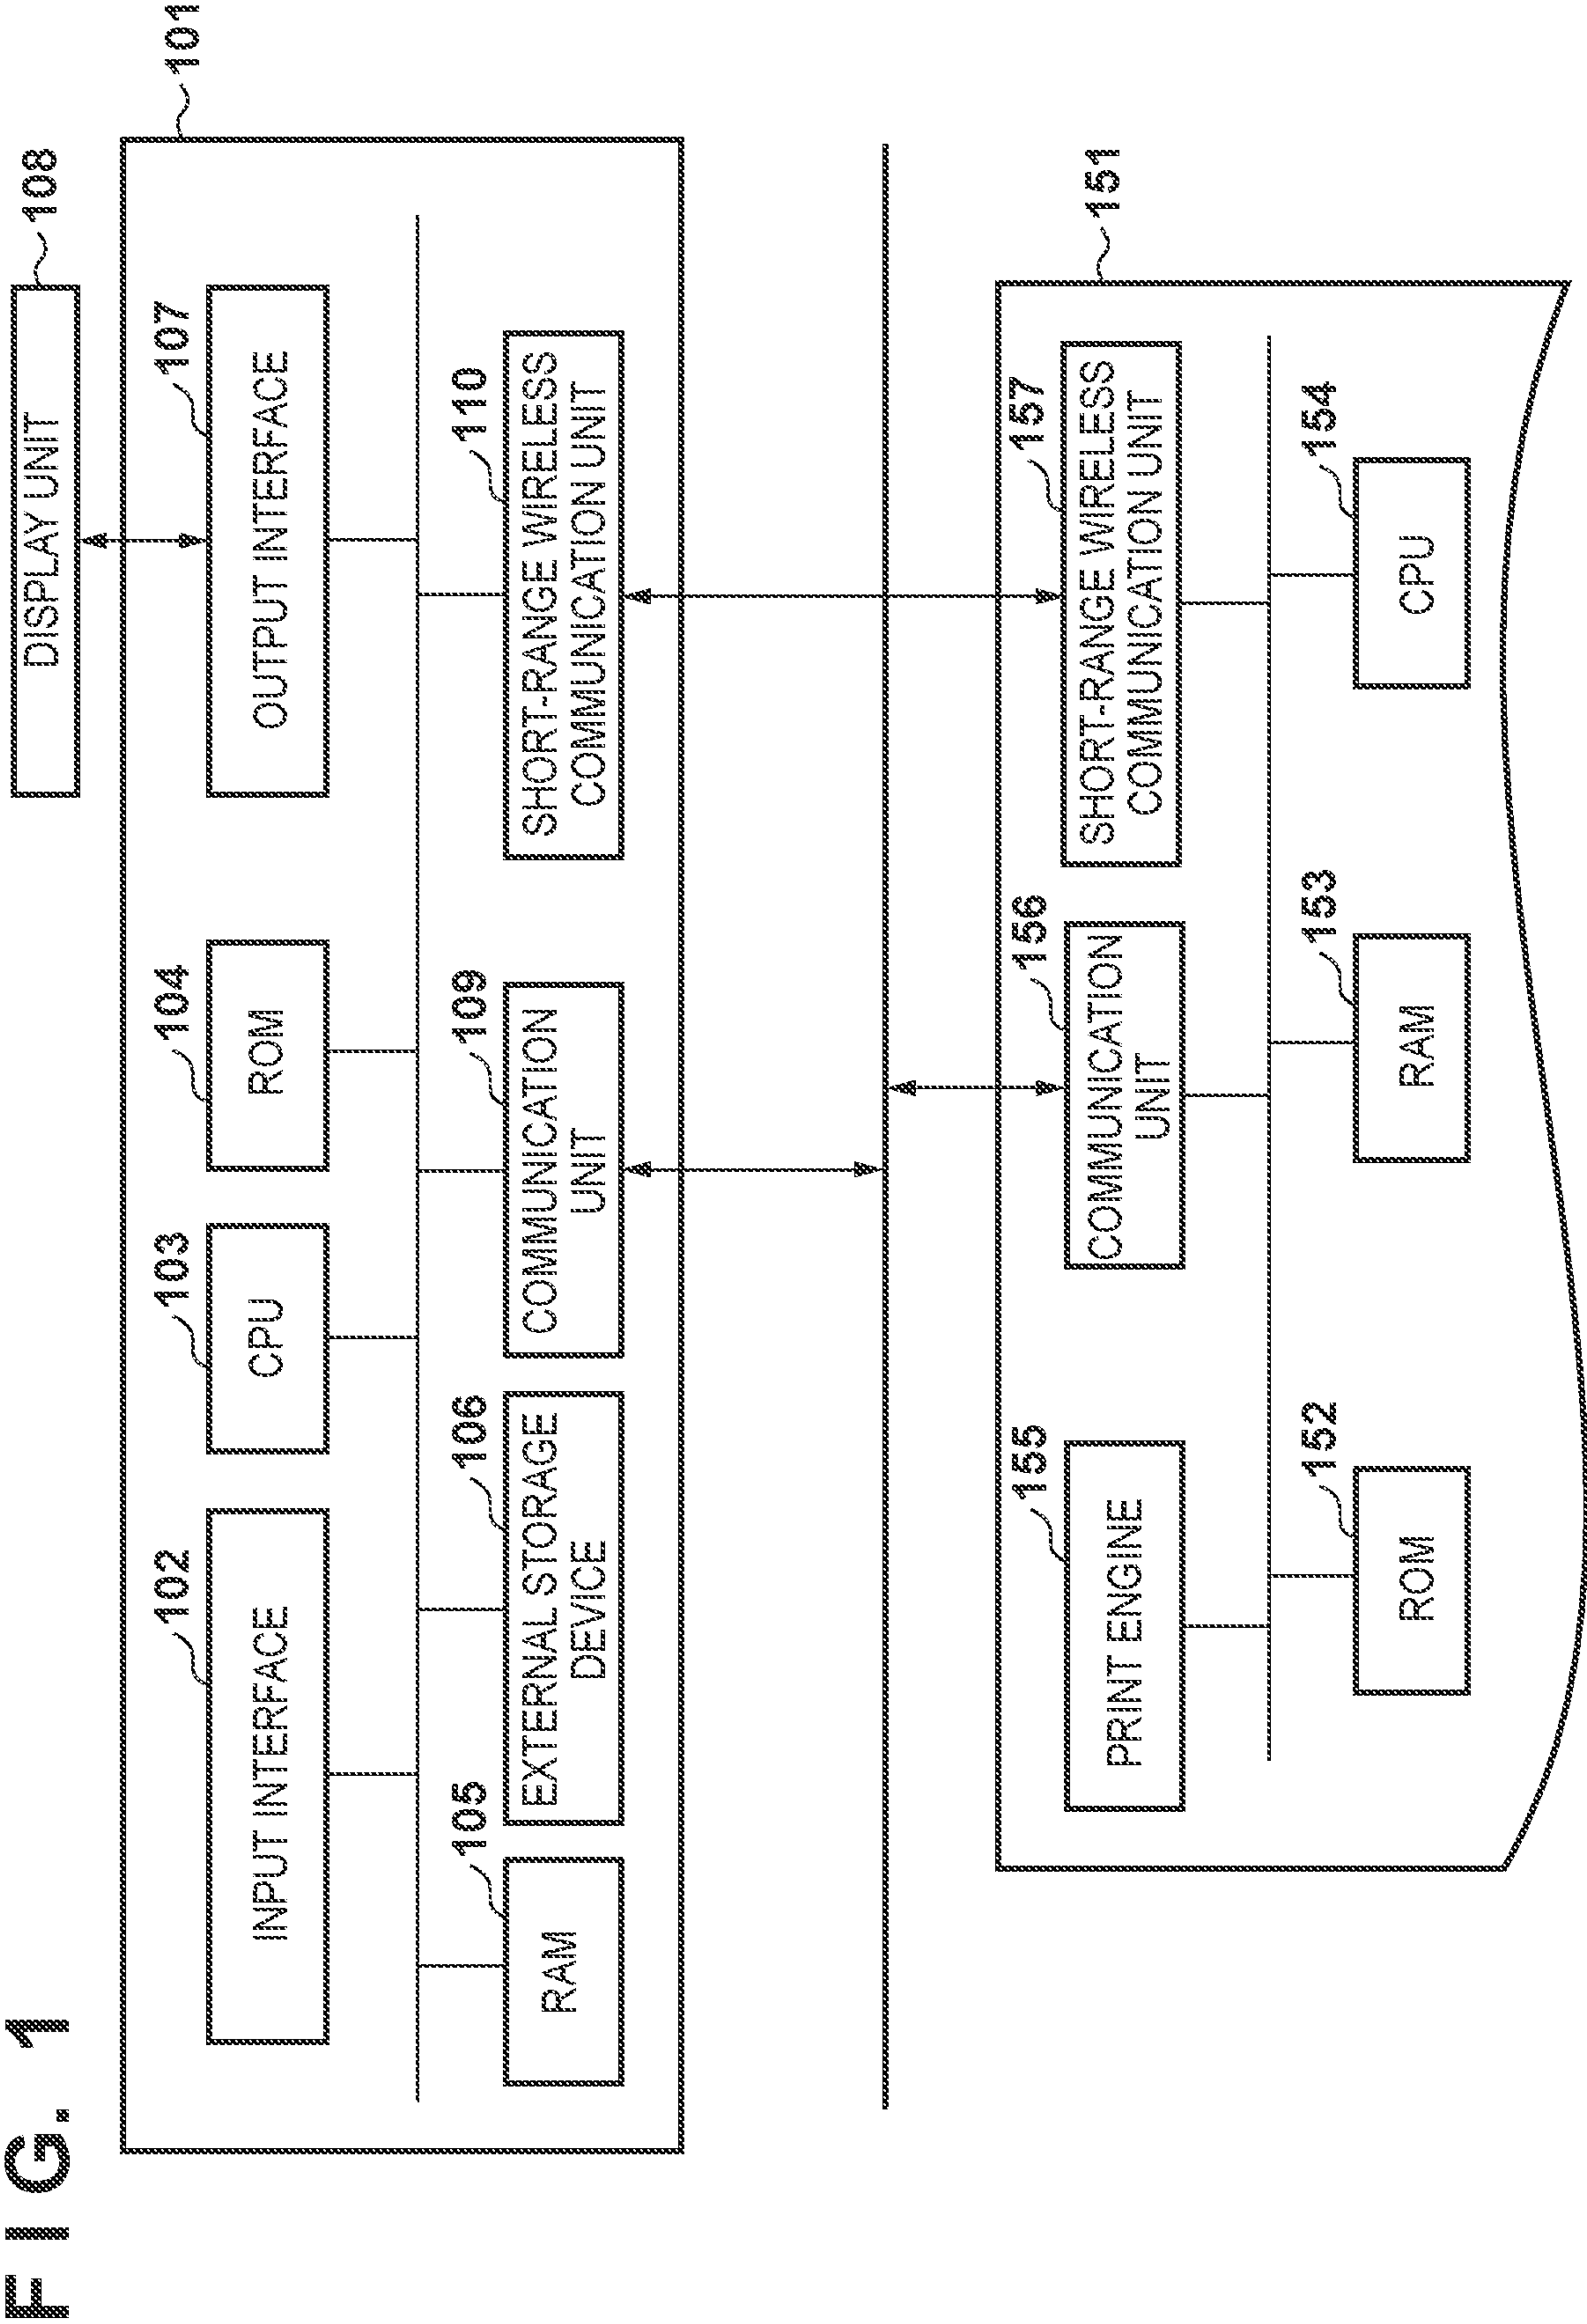 FIG. 1
DISPLAY UNIT
108
101
102
103
104
107
INPUT INTERFACE
CPU
ROM
OUTPUT INTERFACE
105
106
109
110
RAM
EXTERNAL STORAGE
DEVICE
COMMUNICATION
UNIT
SHORT-RANGE WIRELESS
COMMUNICATION UNIT
151
155
156
157
PRINT ENGINE
COMMUNICATION
UNIT
SHORT-RANGE WIRELESS
COMMUNICATION UNIT
152
153
154
ROM
RAM
CPU